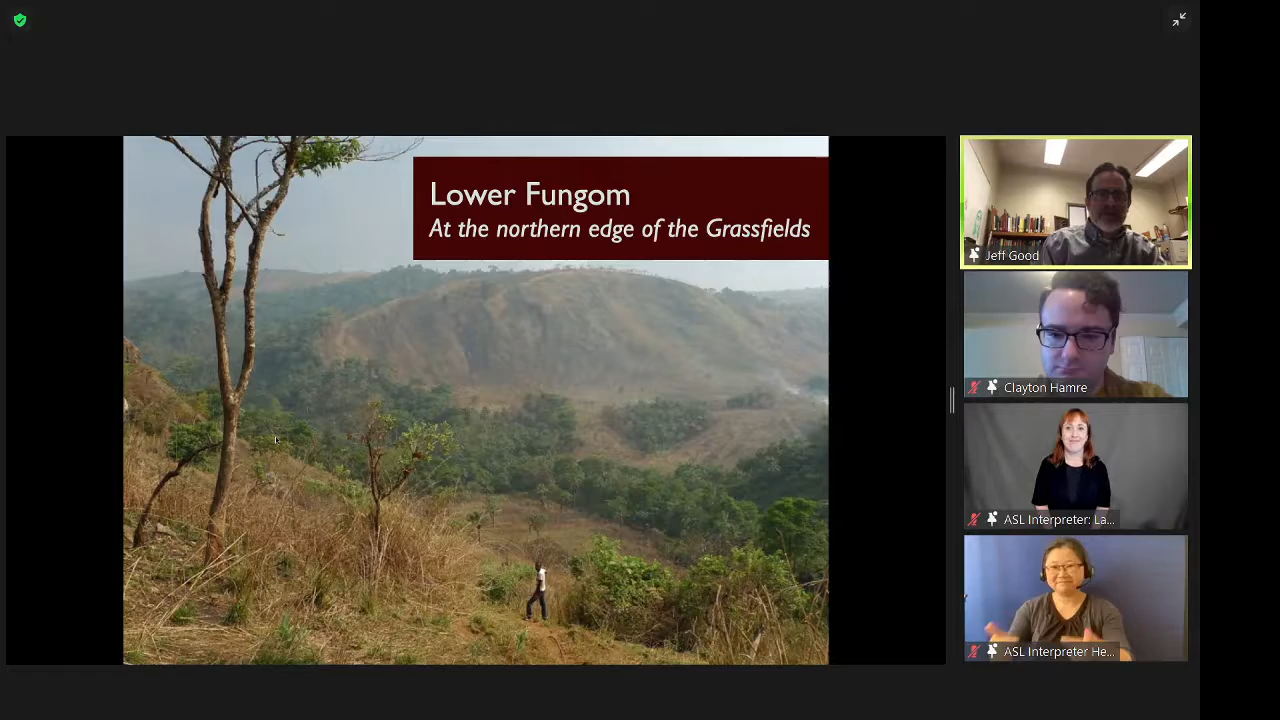 Lower Fungom
At the northern edge of the Grassfields
Jeff Good
Clayton Hamre
ASL Interpreter: La...
ASL Interpreter He...